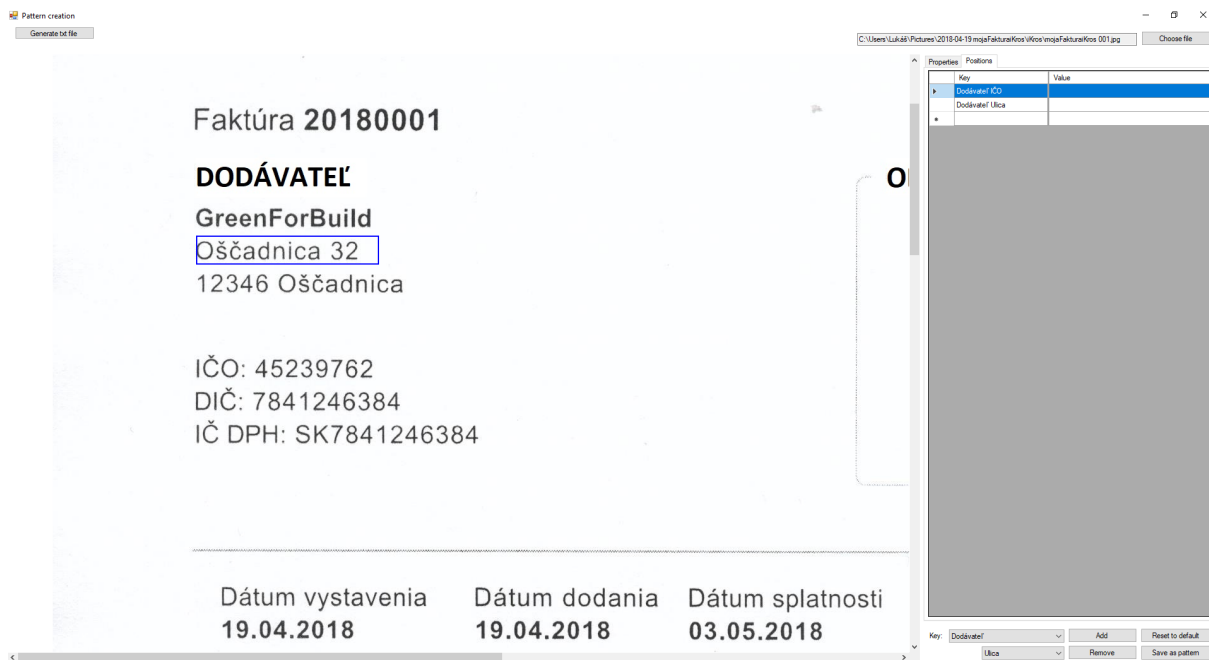 Pattern creation
Generate txt file
C:\Users\Lukáš\Pictures\2018-04-19 mojaFakturaiKros\iKros\mojaFakturaiKros 001.jpg
Choose file
Properties Positions
Key Value
Dodávateľ IČO
Dodávateľ Ulica
Faktúra 20180001
DODÁVATEĽ
GreenForBuild
Oščadnica 32
12346 Oščadnica
IČO: 45239762
DIČ: 7841246384
IČ DPH: SK7841246384
Dátum vystavenia Dátum dodania Dátum splatnosti
19.04.2018 19.04.2018 03.05.2018
Key: Dodávateľ Add Reset to default
Ulica Remove Save as pattern